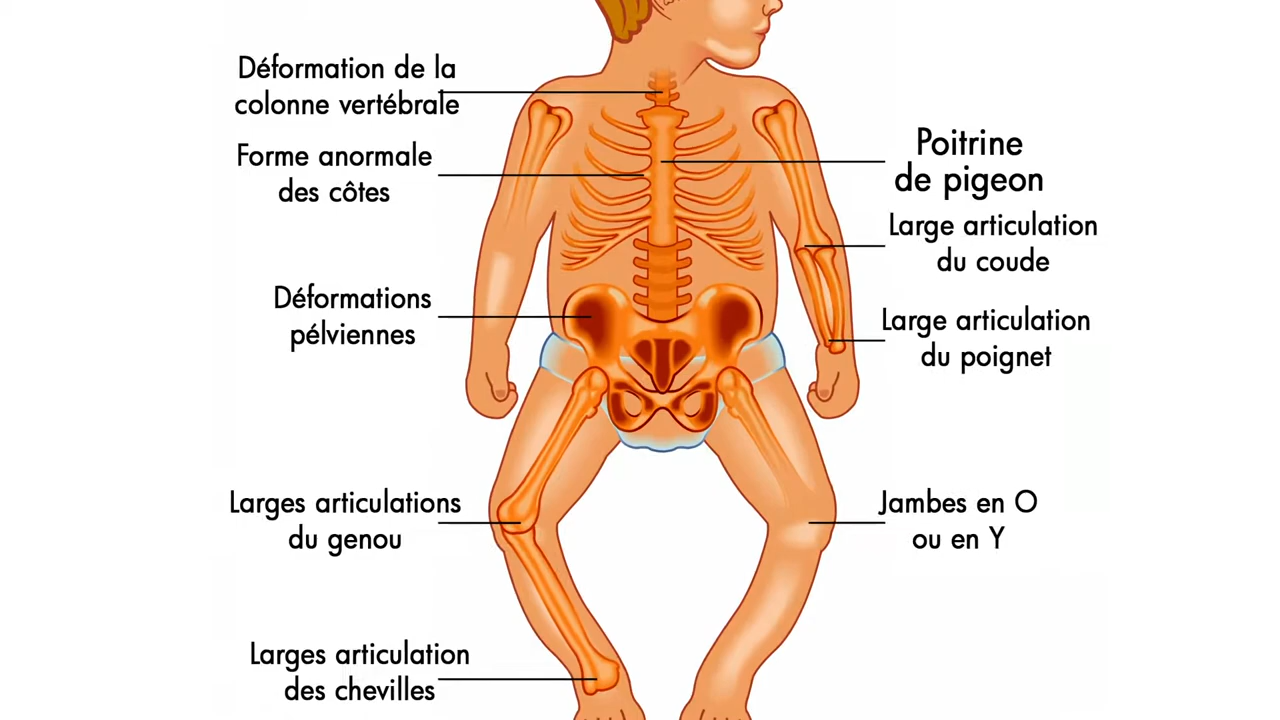 Déformation de la
colonne vertébrale
Forme anormale
des côtes
Déformations
pélviennes
Larges articulations
du genou
Larges articulation
des chevilles
Poitrine
de pigeon
Large articulation
du coude
Large articulation
du poignet
Jambes en O
ou en Y